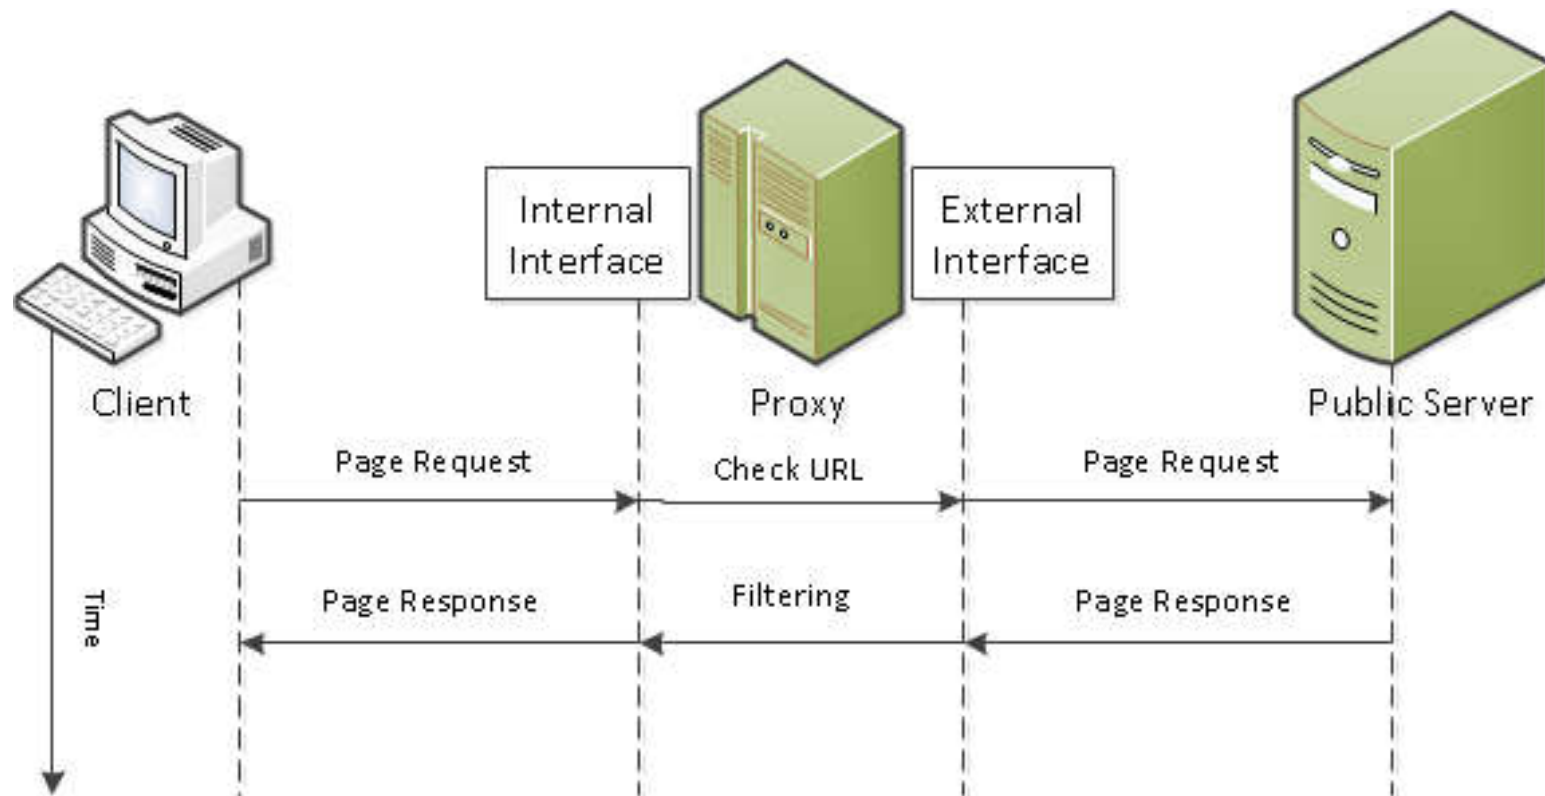 Internal
Interface
External
Interface
Client
Proxy
Public Server
Page Request
Check URL
Page Request
Time
Page Response
Filtering
Page Response